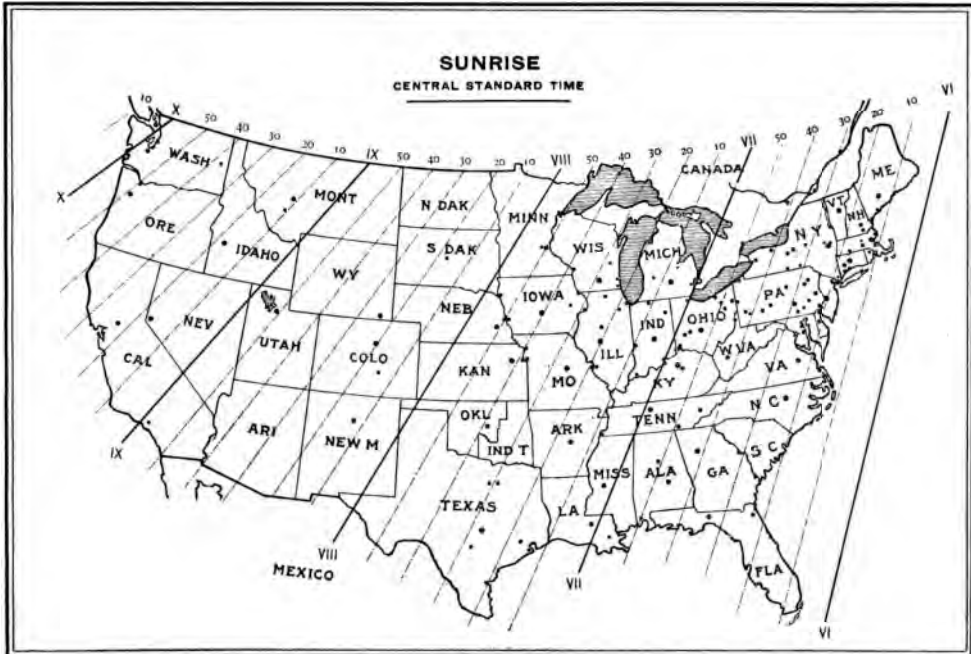 SUNRISE
CENTRAL STANDARD TIME
10 X 50 40 30 20 10 IX 50 40 30 20 10 VIII 50 40 30 20 10 VII 50 40 30 20 10 VI
CANADA
WASH
MONT
N DAK
MINN
ME
VT
NH
X
ORE
IDAHO
S DAK
WIS
MICH
N Y
WY
NEB
IOWA
PA
NEV
UTAH
COLO
KAN
ILL
IND
OHIO
W VA
CAL
MO
KY
VA
ARI
NEW M
OKL
IND T
ARK
TENN
N C
S C
IX
TEXAS
LA
MISS
ALA
GA
VIII
MEXICO
VII
FLA
VI